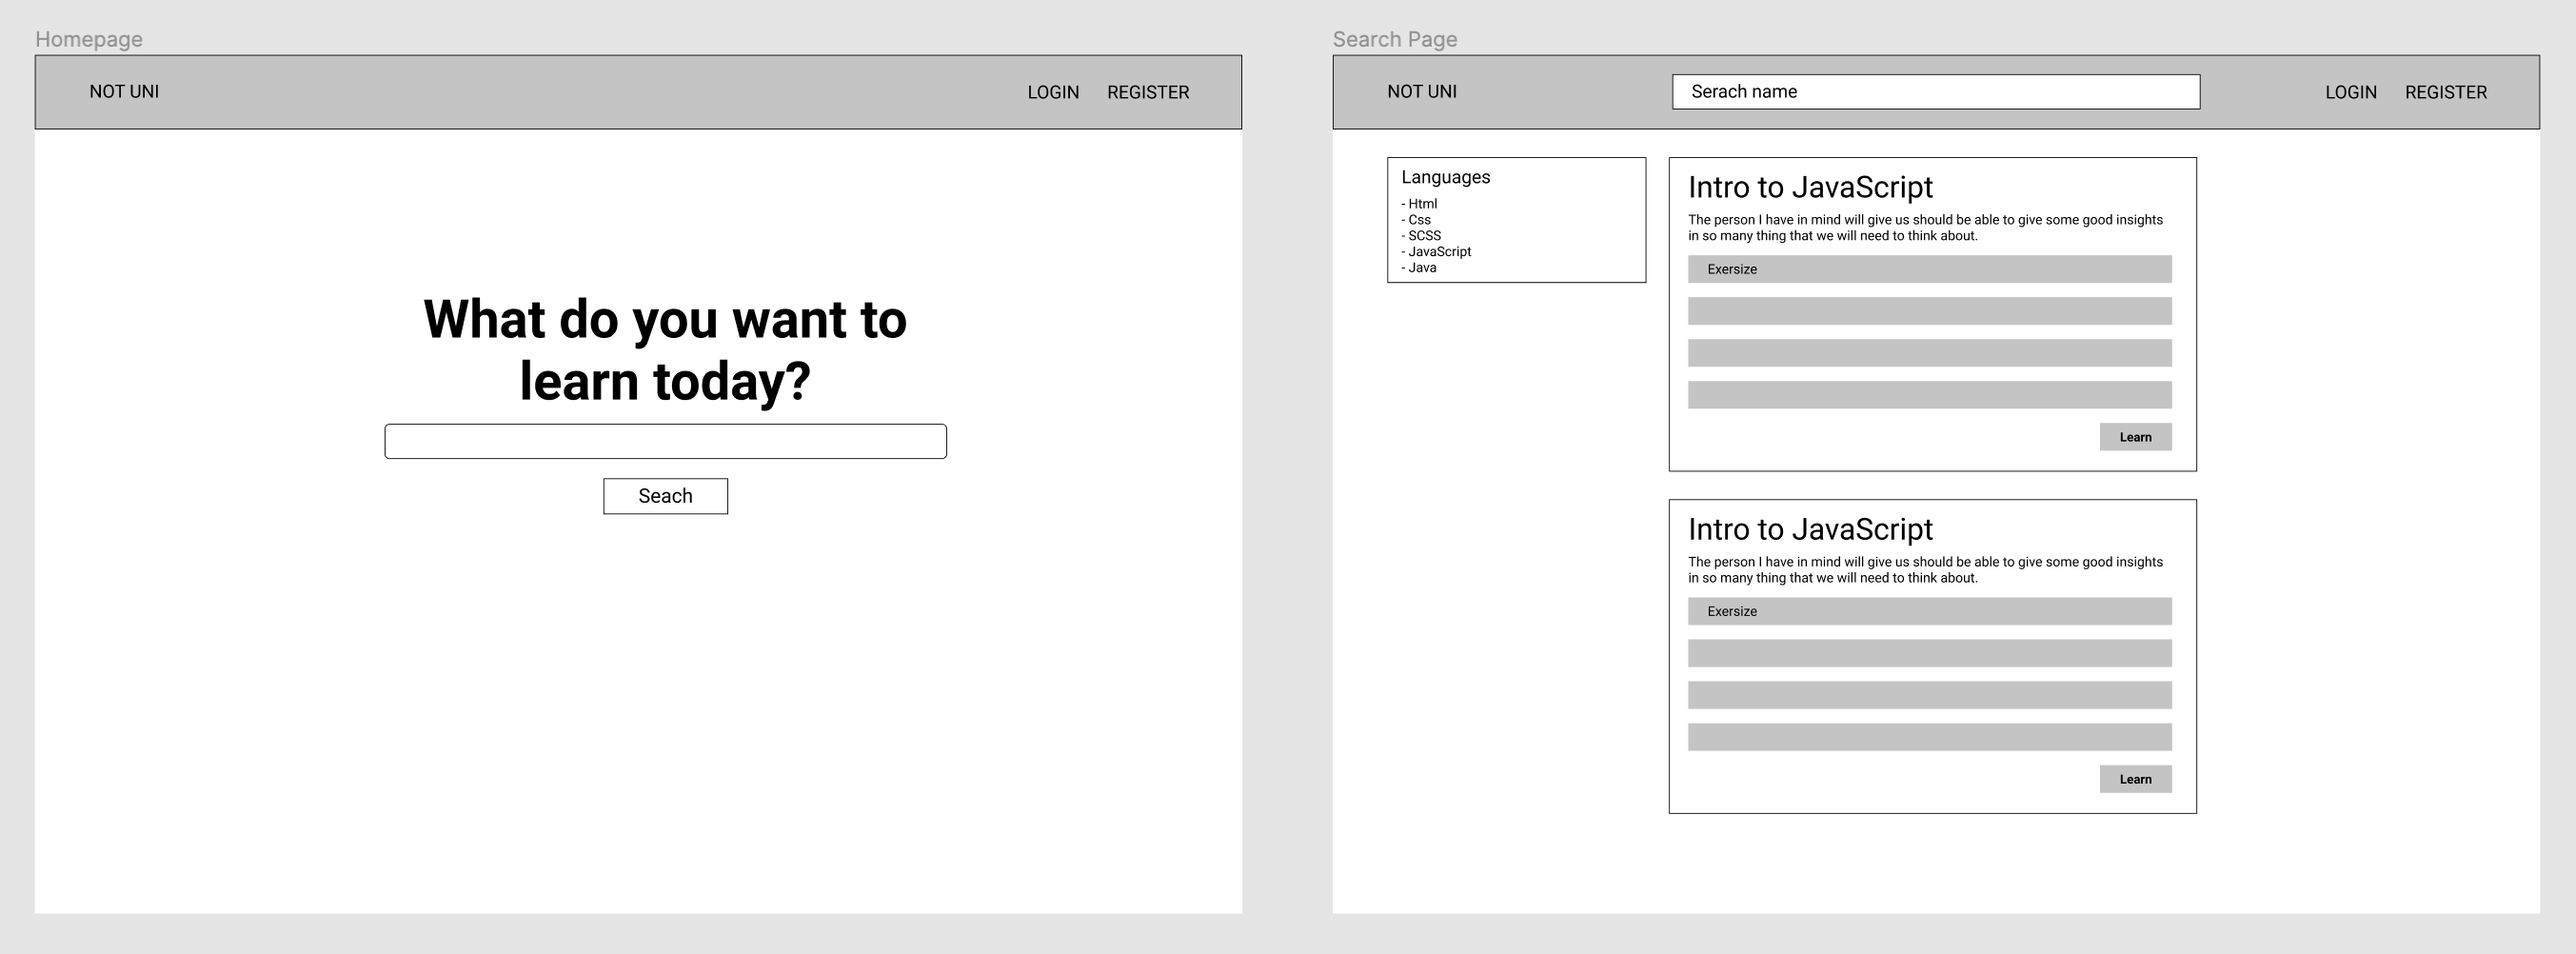 Homepage
NOT UNI
LOGIN
REGISTER
What do you want to
learn today?
Seach
Search Page
NOT UNI
Serach name
LOGIN
REGISTER
Languages
- Html
- Css
- SCSS
- JavaScript
- Java
Intro to JavaScript
The person I have in mind will give us should be able to give some good insights
in so many thing that we will need to think about.
Exersize
Learn
Intro to JavaScript
The person I have in mind will give us should be able to give some good insights
in so many thing that we will need to think about.
Exersize
Learn